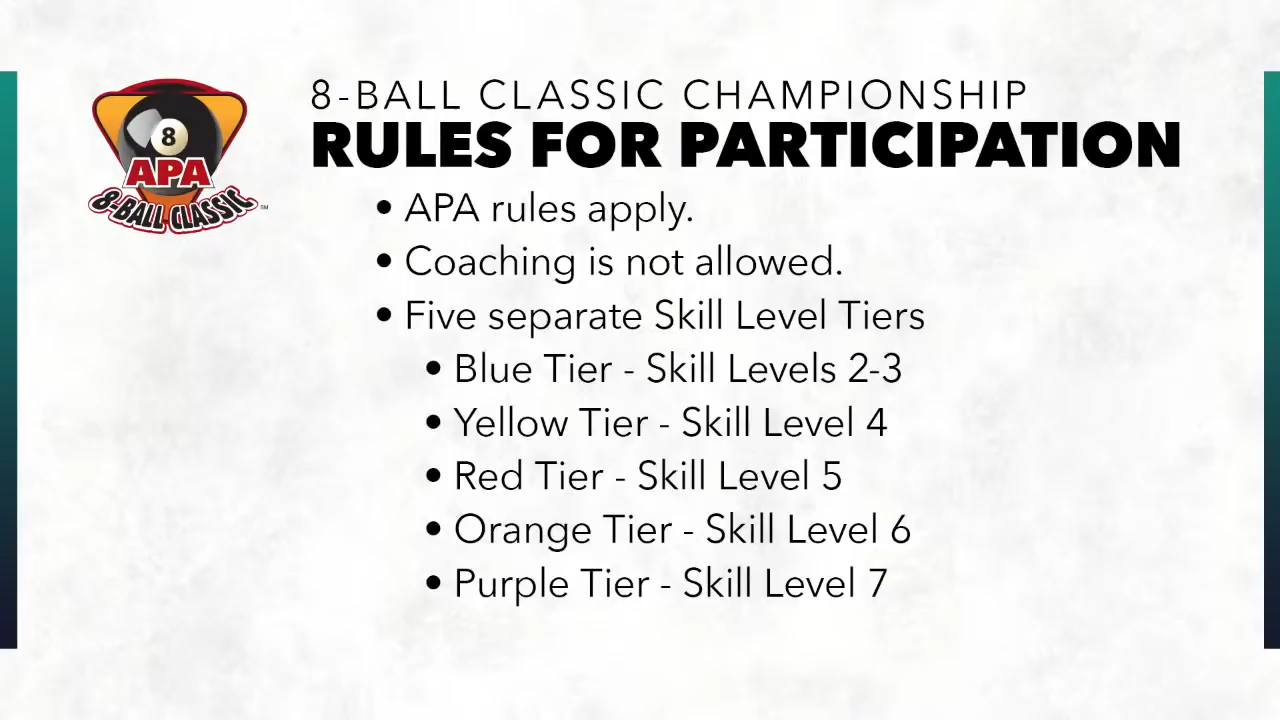 8-BALL CLASSIC CHAMPIONSHIP
RULES FOR PARTICIPATION
8
APA
8-BALL CLASSIC
SM
• APA rules apply.
• Coaching is not allowed.
• Five separate Skill Level Tiers
• Blue Tier - Skill Levels 2-3
• Yellow Tier - Skill Level 4
• Red Tier - Skill Level 5
• Orange Tier - Skill Level 6
• Purple Tier - Skill Level 7